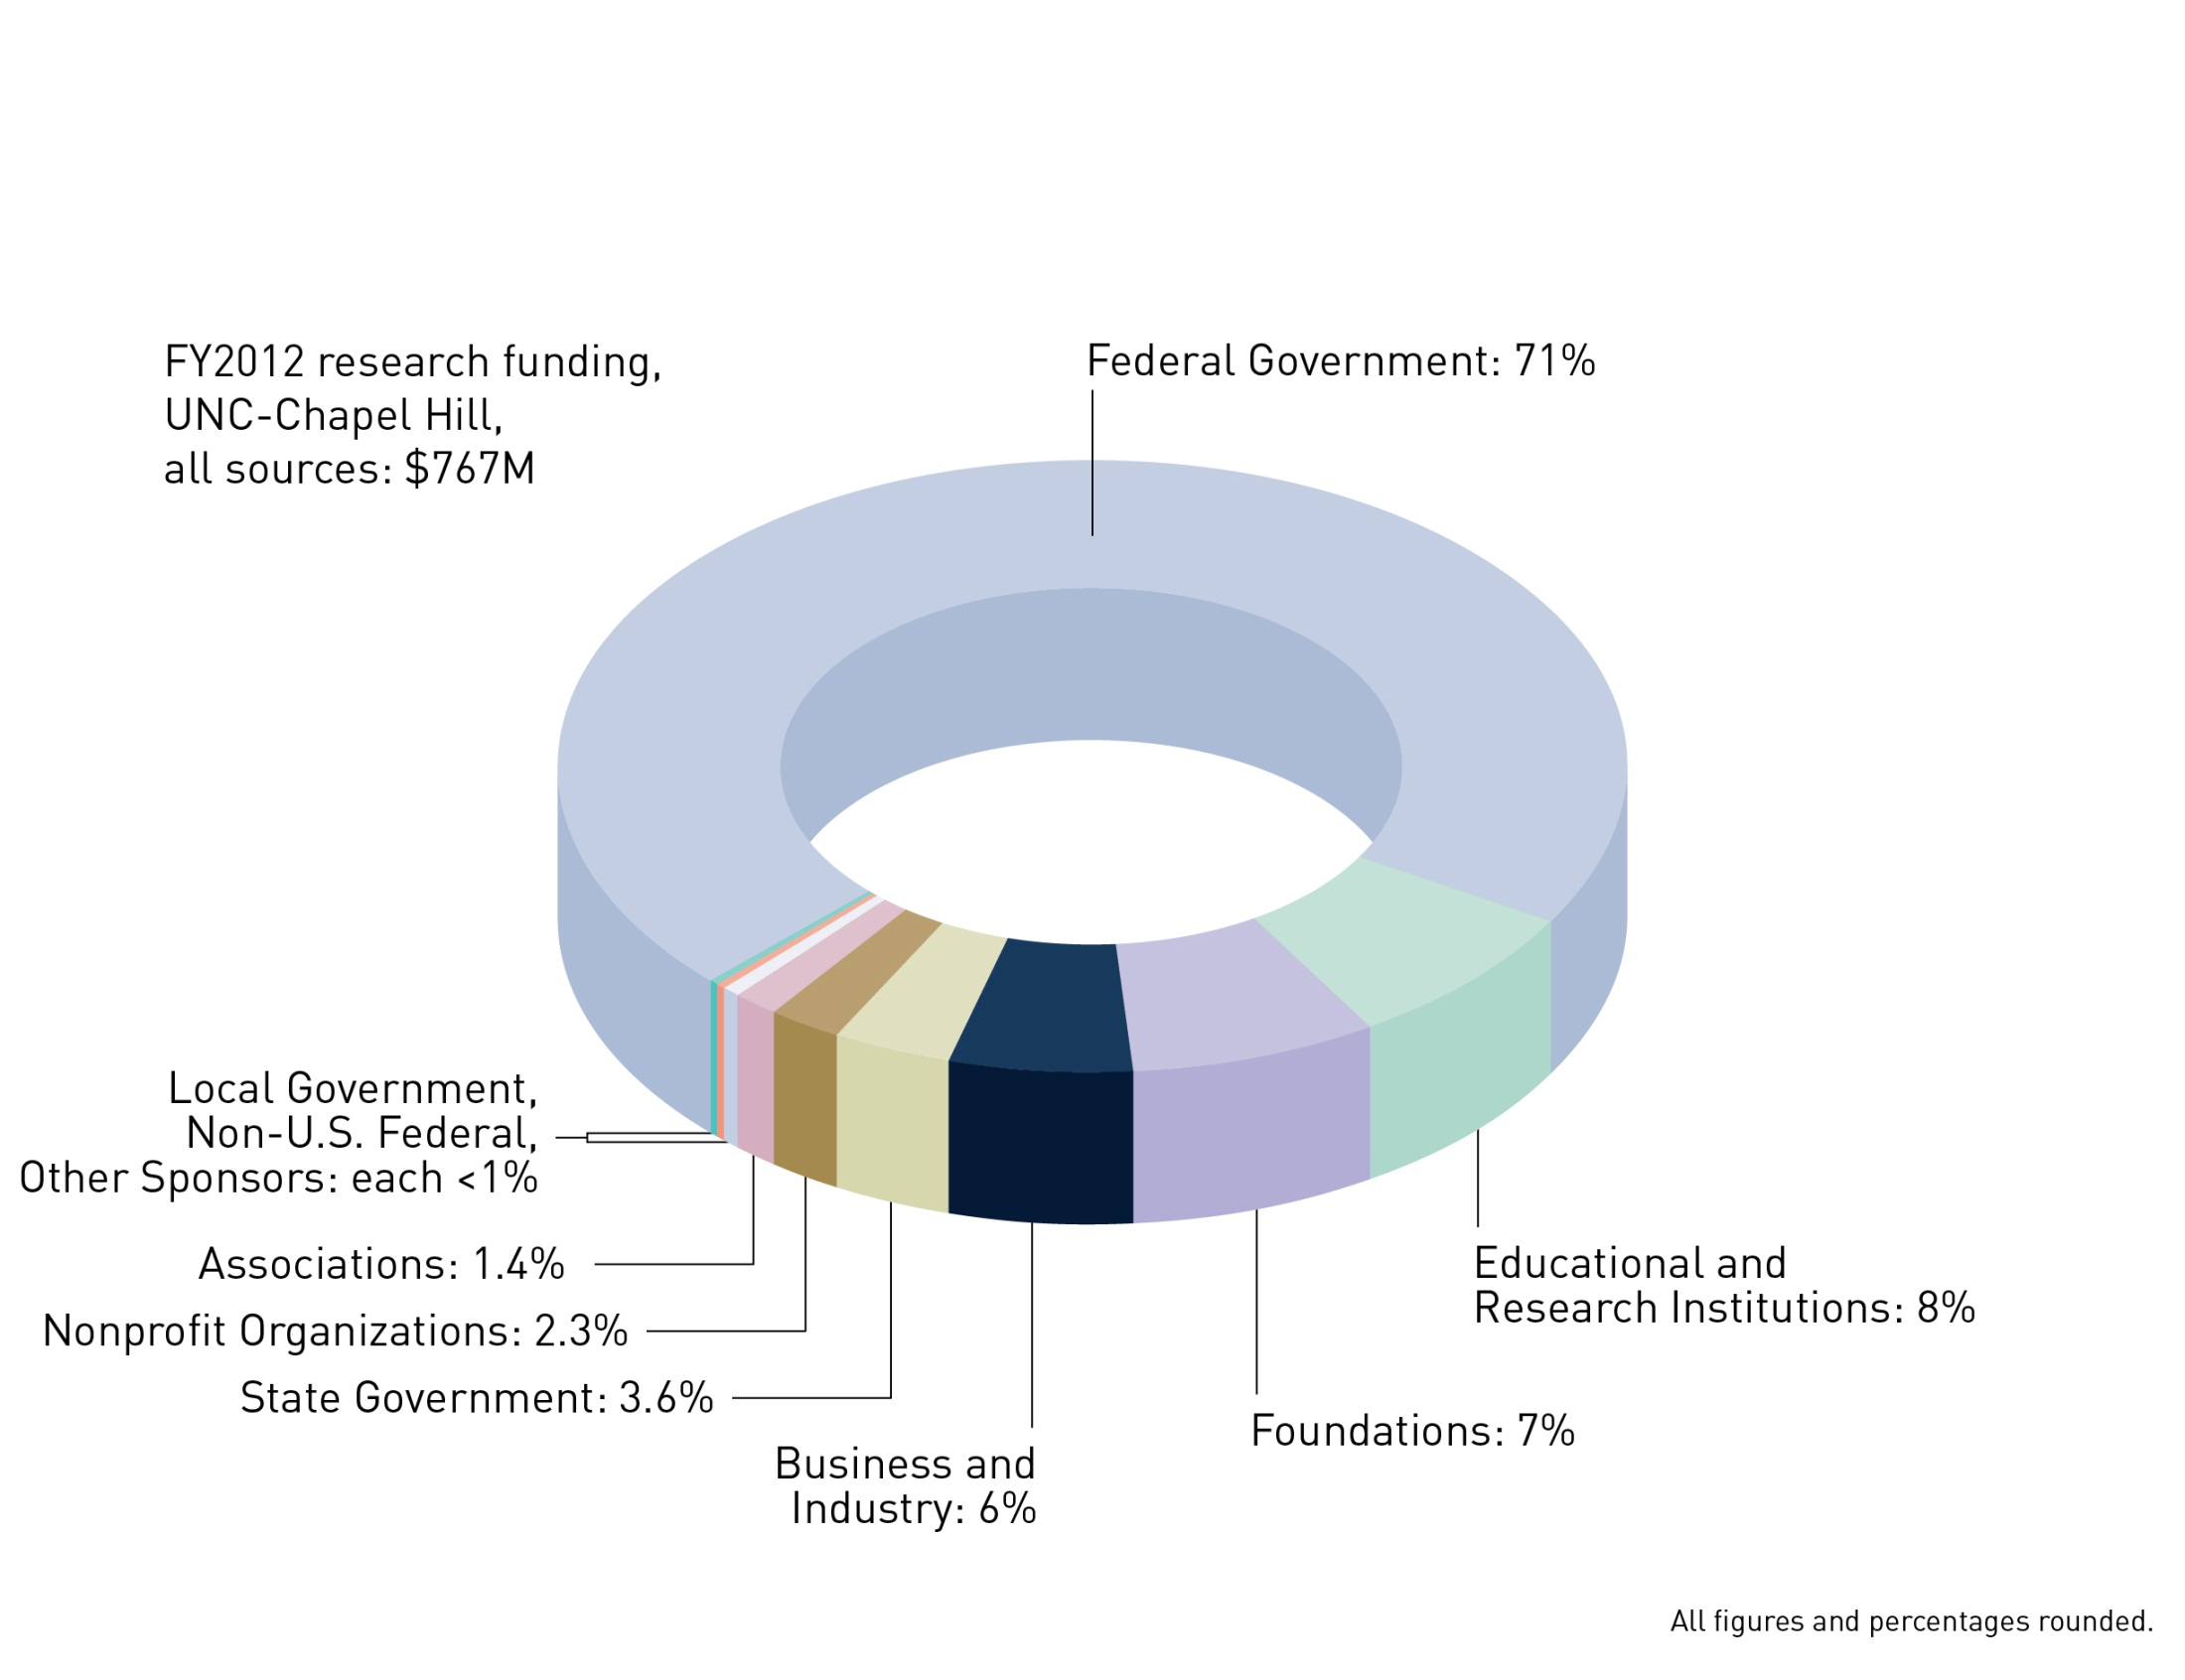 FY2012 research funding,
UNC-Chapel Hill,
all sources: $767M
Federal Government: 71%
Local Government,
Non-U.S. Federal,
Other Sponsors: each <1%
Associations: 1.4%
Nonprofit Organizations: 2.3%
State Government: 3.6%
Business and
Industry: 6%
Foundations: 7%
Educational and
Research Institutions: 8%
All figures and percentages rounded.